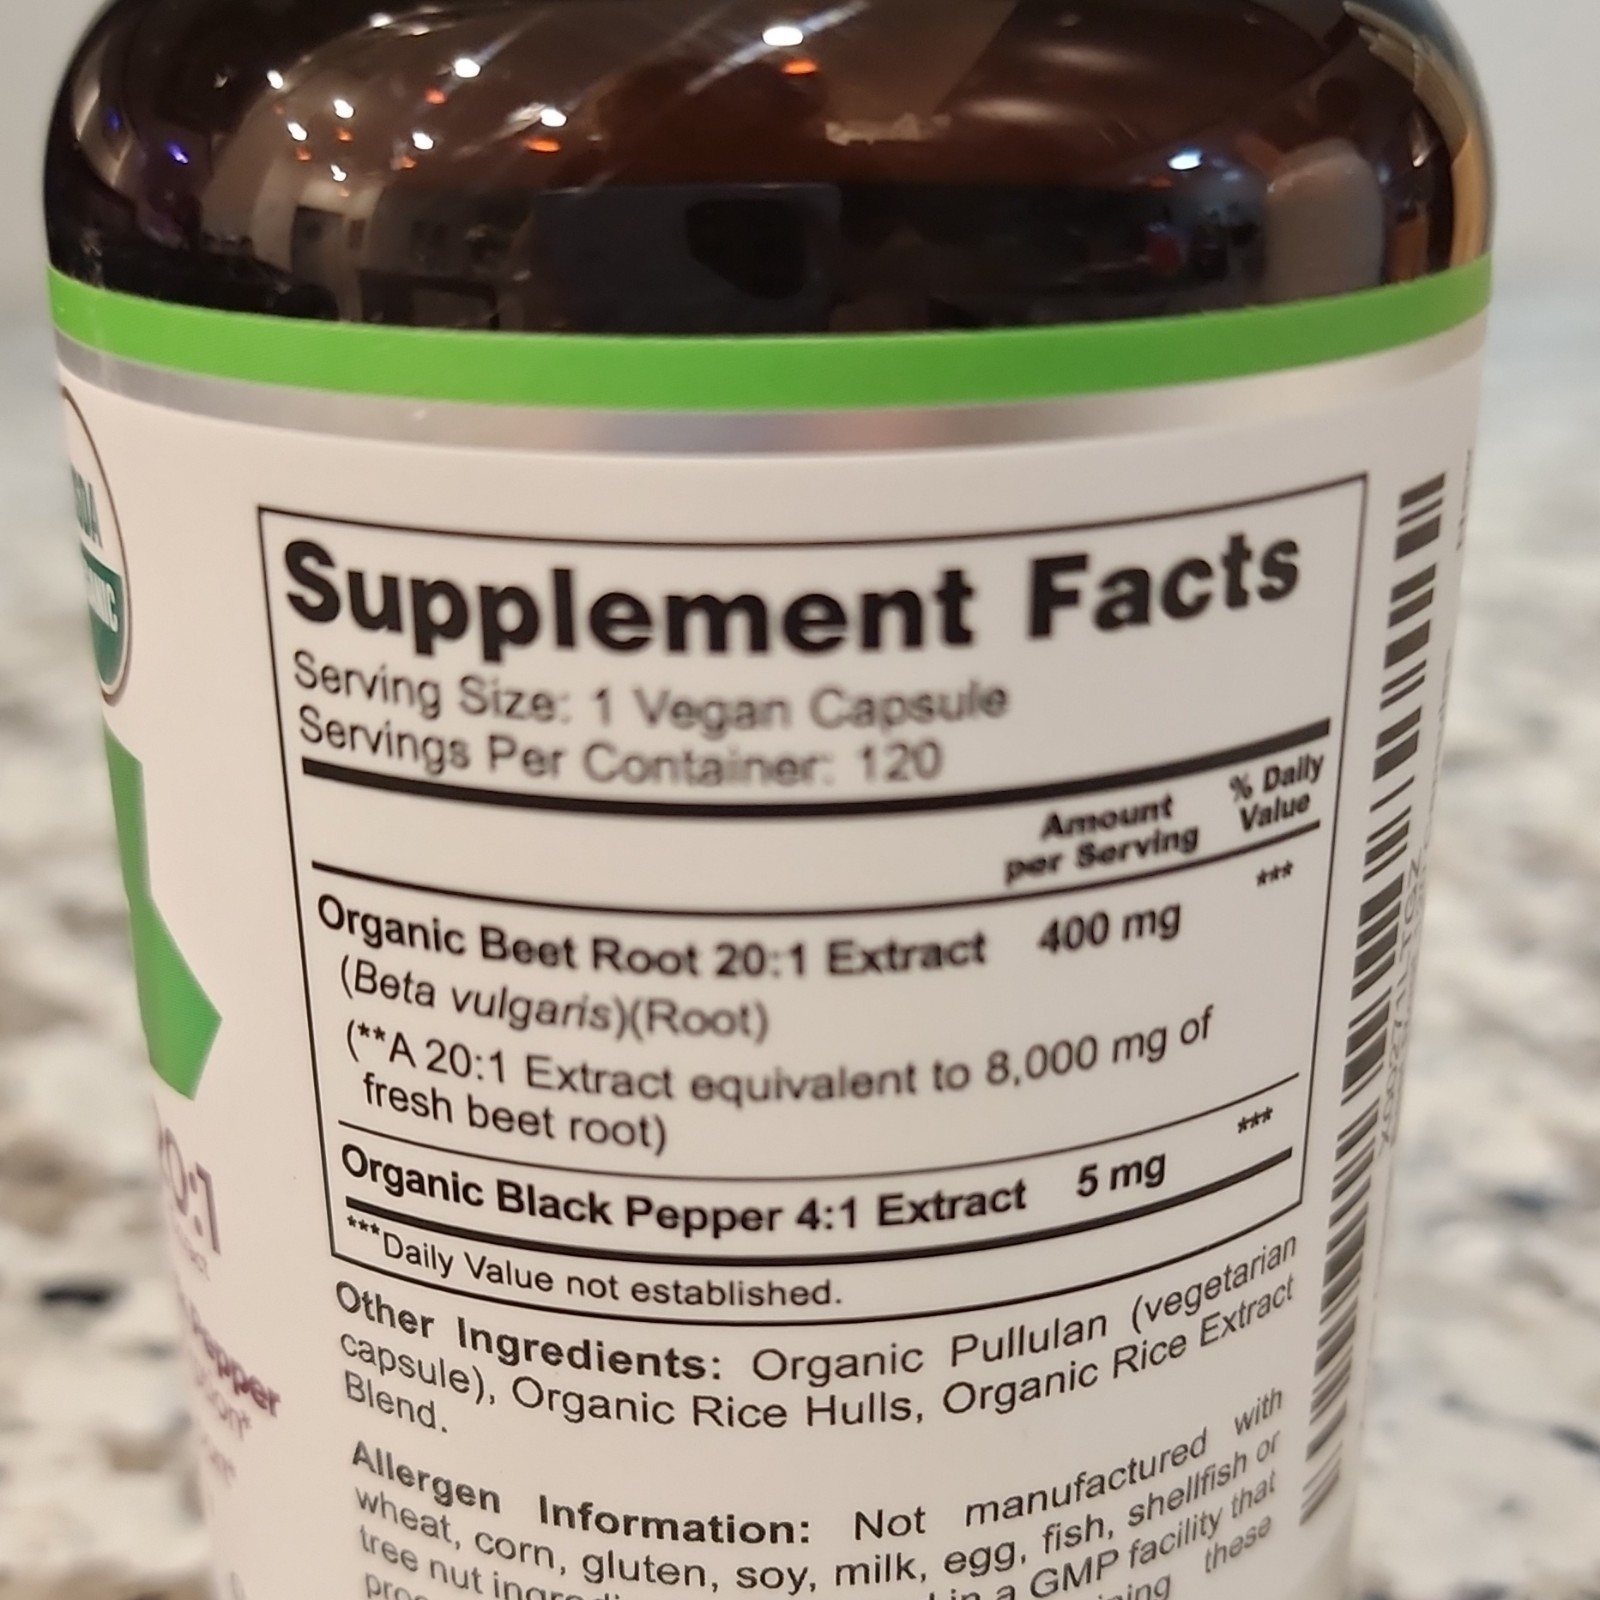 Supplement Facts
Serving Size: 1 Vegan Capsule
Servings Per Container: 120
Amount per Serving
% Daily Value
Organic Beet Root 20:1 Extract 400 mg ***
(Beta vulgaris)(Root)
(**A 20:1 Extract equivalent to 8,000 mg of
fresh beet root)
Organic Black Pepper 4:1 Extract 5 mg ***
***Daily Value not established.
Other Ingredients: Organic Pullulan (vegetarian
capsule), Organic Rice Hulls, Organic Rice Extract
Blend.
Allergen Information: Not manufactured with
wheat, corn, gluten, soy, milk, egg, fish, shellfish or
tree nut in a GMP facility that
these
Pepper